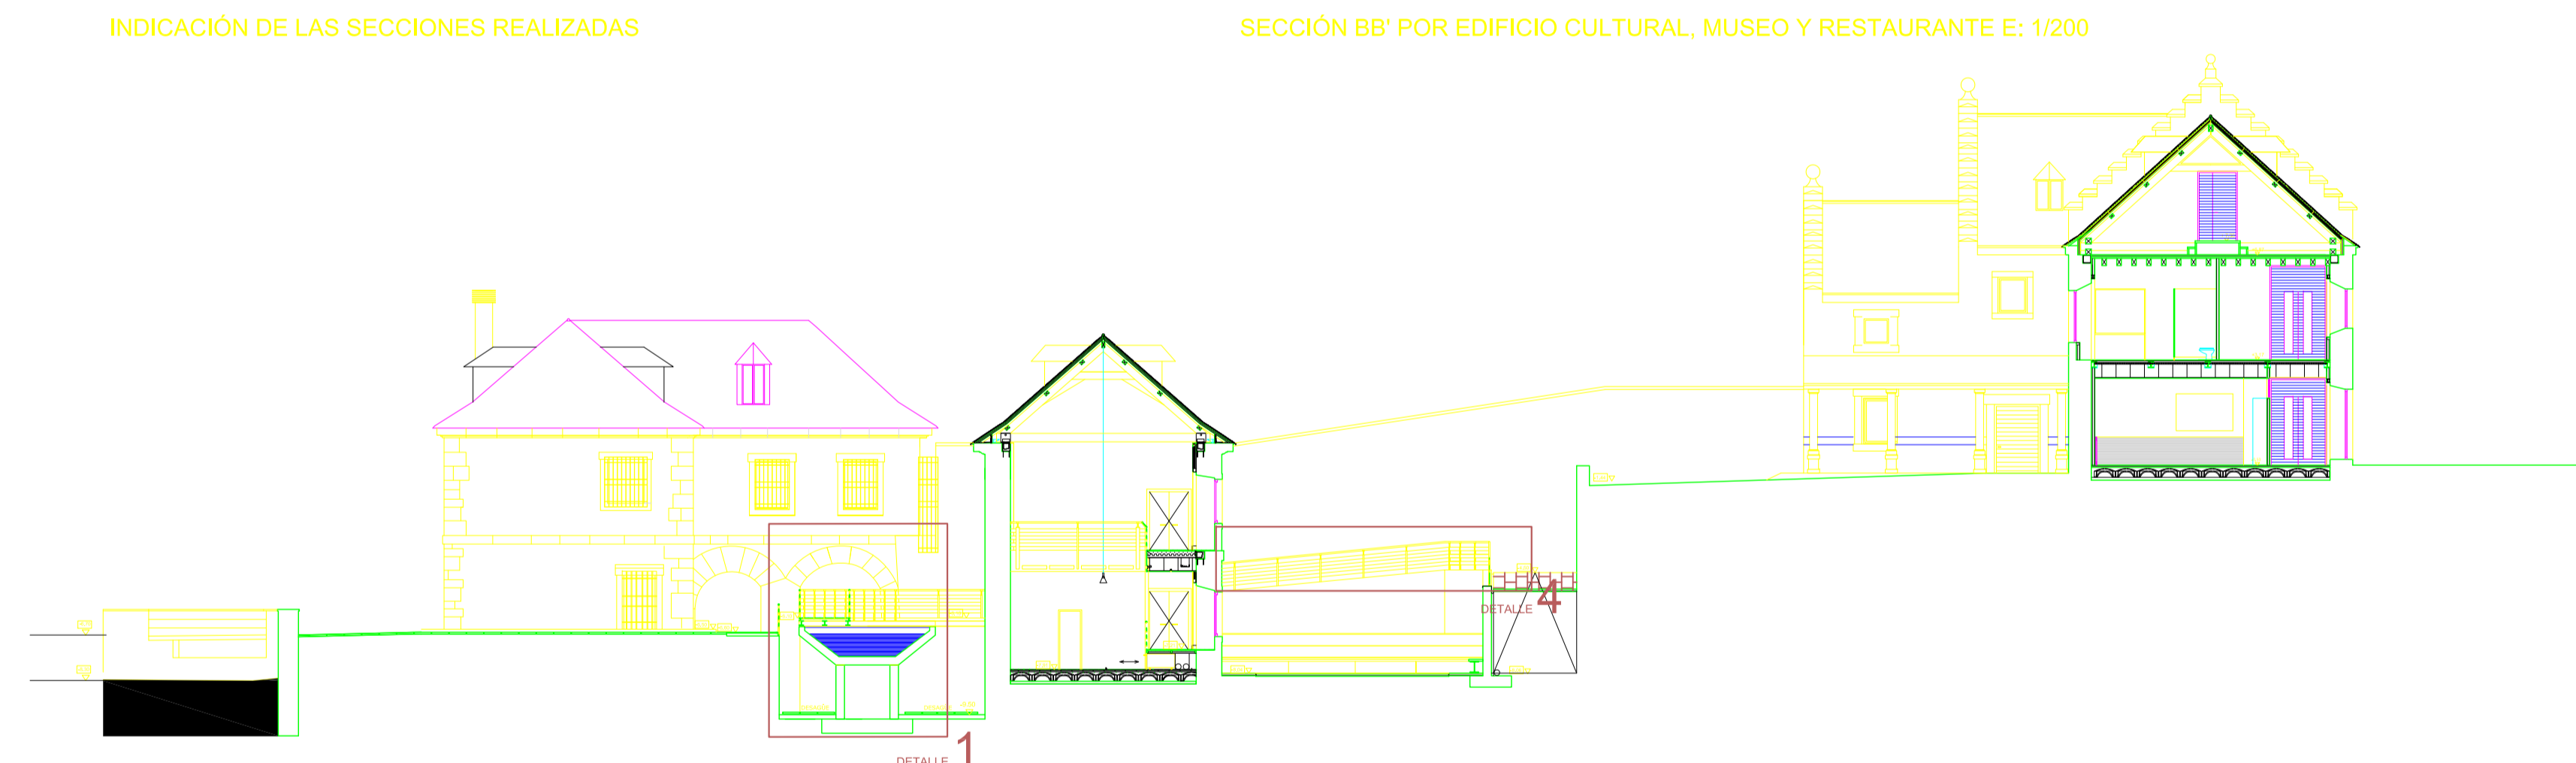 INDICACIÓN DE LAS SECCIONES REALIZADAS
SECCIÓN BB' POR EDIFICIO CULTURAL, MUSEO Y RESTAURANTE E: 1/200
DETALLE 4
DETALLE 1